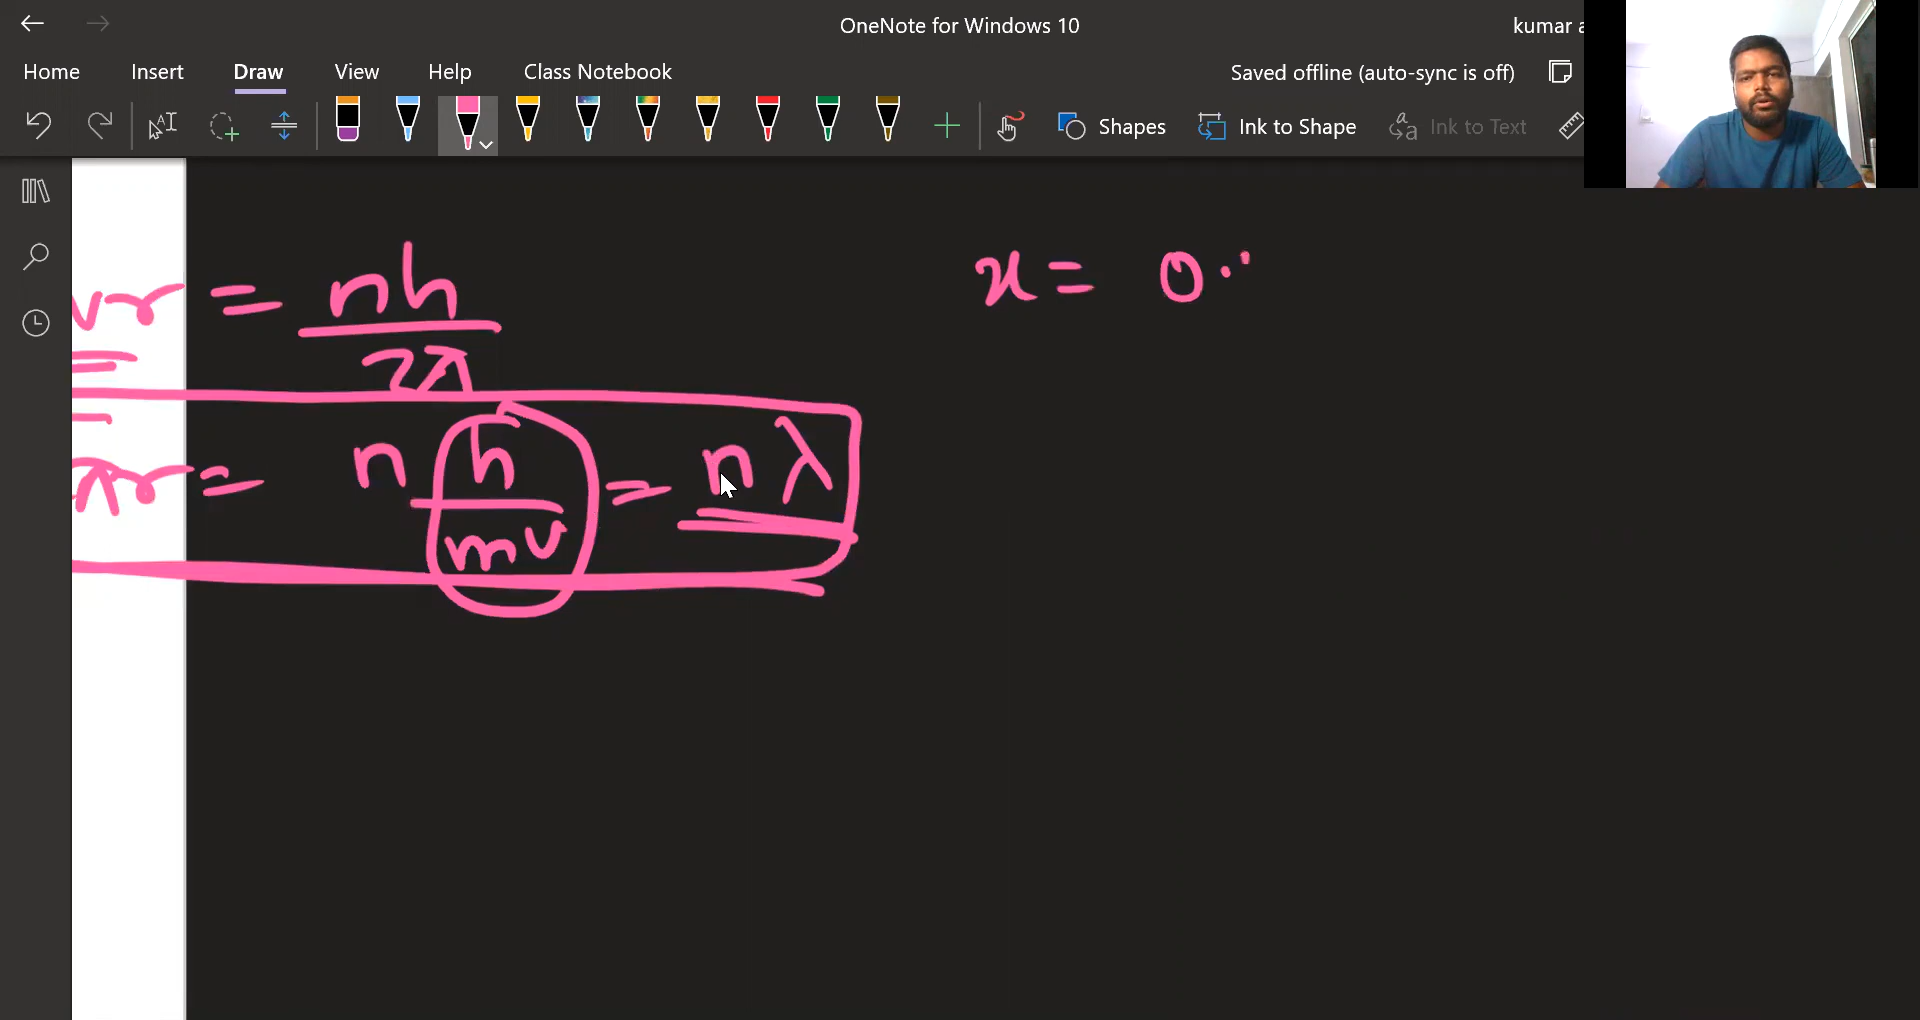 OneNote for Windows 10
kumar a
Home Insert Draw View Help Class Notebook
Saved offline (auto-sync is off)
Shapes Ink to Shape Ink to Text
vr = nh / 2π
x = 0.
πr = n h / mv = nλ